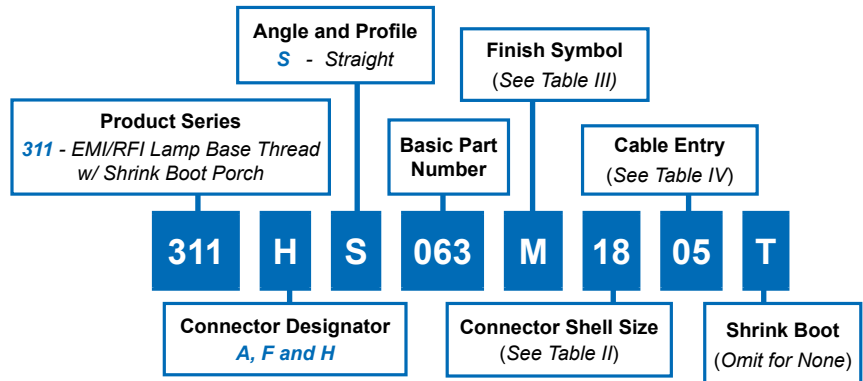 Angle and Profile
S - Straight
Finish Symbol
(See Table III)
Product Series
311 - EMI/RFI Lamp Base Thread
w/ Shrink Boot Porch
Basic Part
Number
Cable Entry
(See Table IV)
311 H S 063 M 18 05 T
Connector Designator
A, F and H
Connector Shell Size
(See Table II)
Shrink Boot
(Omit for None)